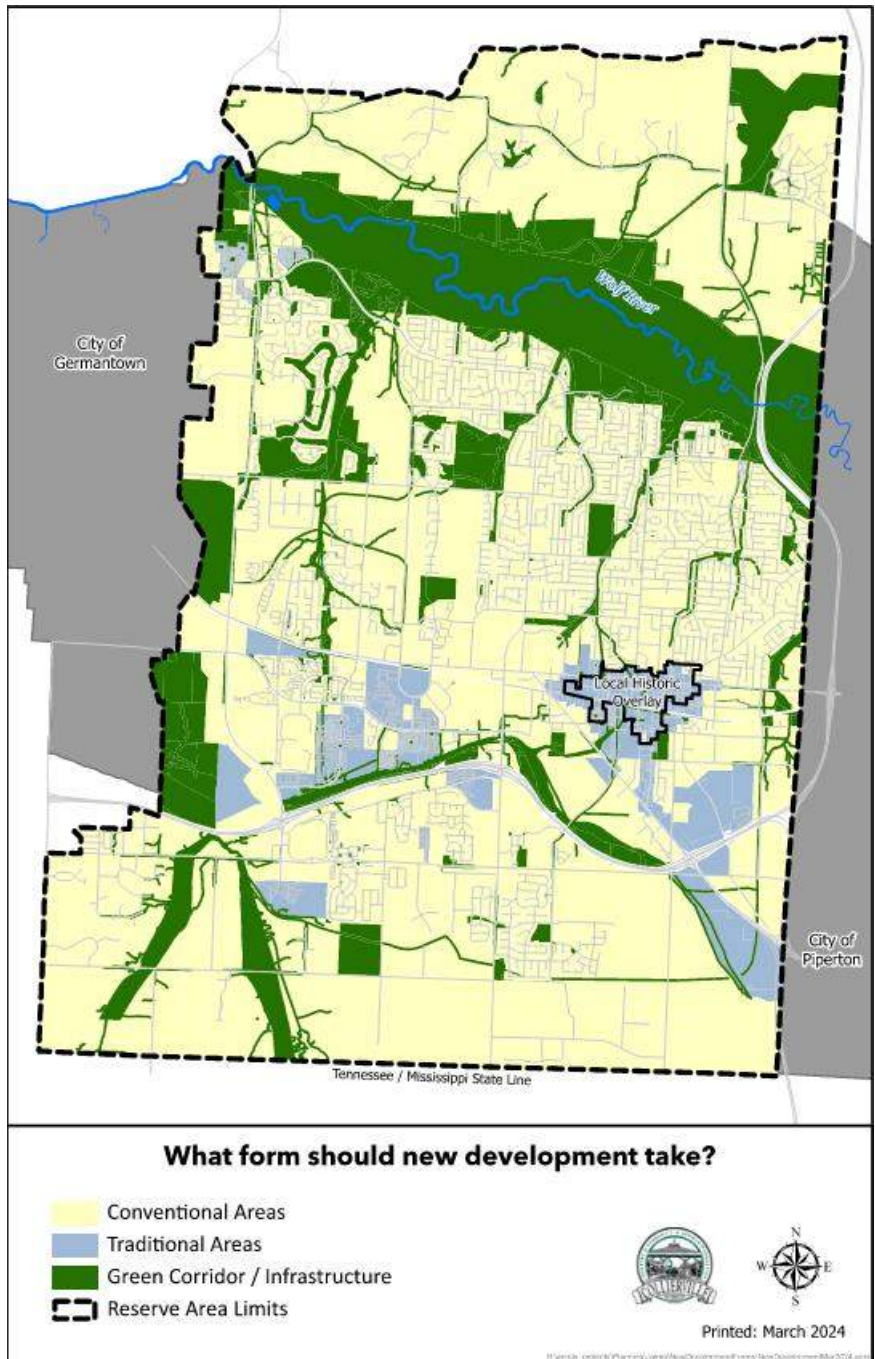 Wolf River
City of
Germantown
Local Historic
Overlay
City of
Piperton
Tennessee / Mississippi State Line
What form should new development take?
Conventional Areas
Traditional Areas
Green Corridor / Infrastructure
Reserve Area Limits
COLLIERVILLE
N
W
E
S
Printed: March 2024